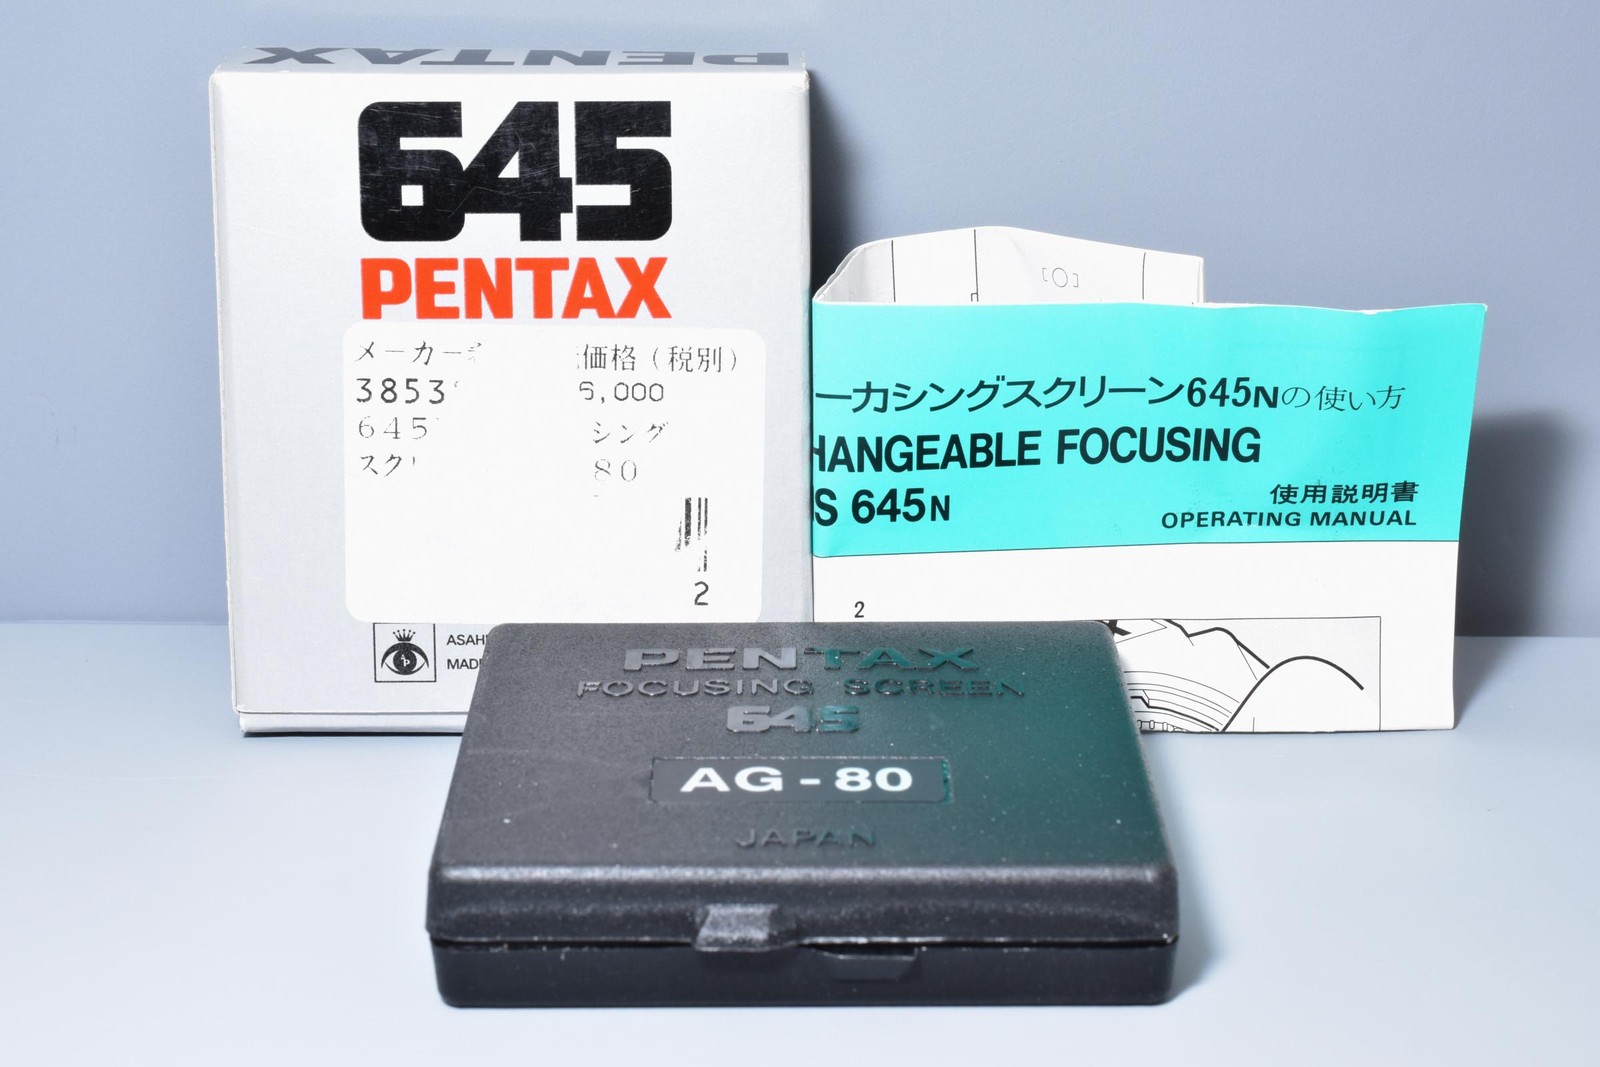 PENTAX
645
PENTAX
メーカー 価格(税別)
3853 6,000
645 シング
スク 80
2
ASAHI
MADE
ーカシングスクリーン645Nの使い方
HANGEABLE FOCUSING
S 645N
使用説明書
OPERATING MANUAL
2
PENTAX
FOCUSING SCREEN
645
AG-80
JAPAN